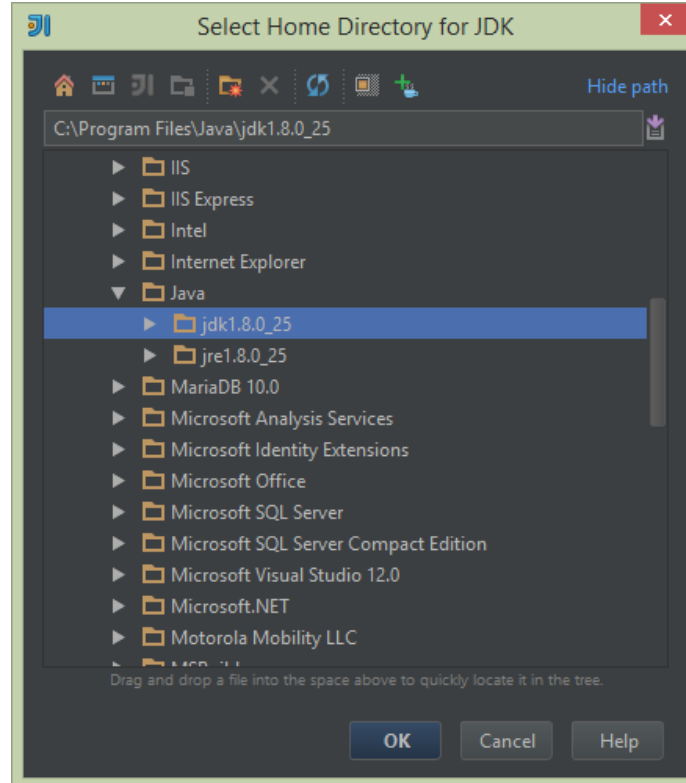 Select Home Directory for JDK
Hide path
C:\Program Files\Java\jdk1.8.0_25
IIS
IIS Express
Intel
Internet Explorer
Java
jdk1.8.0_25
jre1.8.0_25
MariaDB 10.0
Microsoft Analysis Services
Microsoft Identity Extensions
Microsoft Office
Microsoft SQL Server
Microsoft SQL Server Compact Edition
Microsoft Visual Studio 12.0
Microsoft.NET
Motorola Mobility LLC
Drag and drop a file into the space above to quickly locate it in the tree.
OK Cancel Help